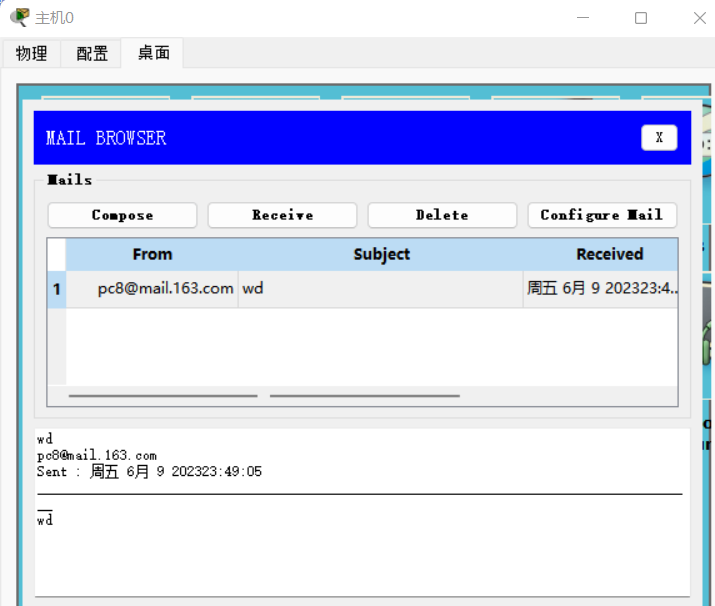 主机0
物理 配置 桌面
MAIL BROWSER X
Mails
Compose Receive Delete Configure Mail
From Subject Received
1 pc8@mail.163.com wd 周五 6月 9 202323:4..
wd
pc8@mail.163.com
Sent : 周五 6月 9 202323:49:05
wd